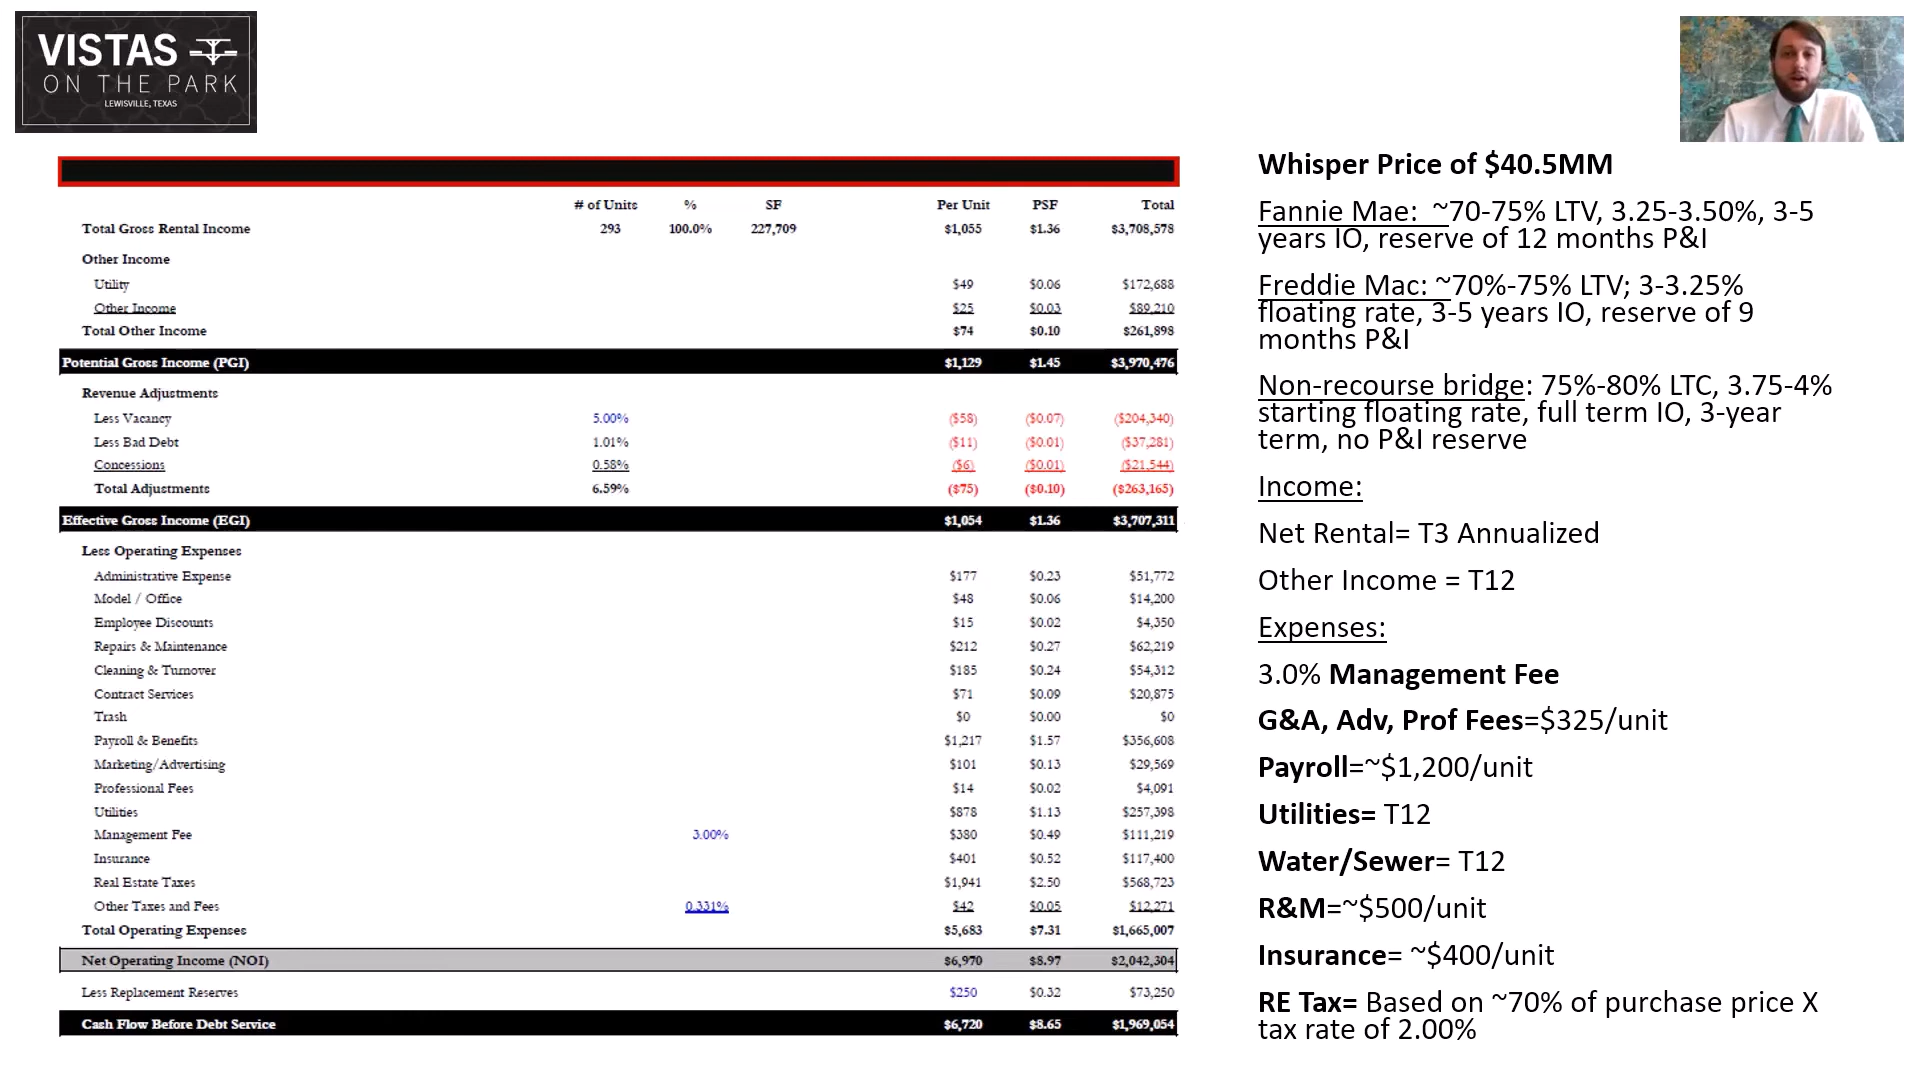 VISTAS
ON THE PARK
LEWISVILLE, TEXAS
# of Units % SF Per Unit PSF Total
Total Gross Rental Income 293 100.0% 227,709 $1,055 $1.36 $3,708,578
Other Income
Utility $49 $0.06 $172,688
Other Income $25 $0.03 $89,210
Total Other Income $74 $0.10 $261,898
Potential Gross Income (PGI) $1,129 $1.45 $3,970,476
Revenue Adjustments
Less Vacancy 5.00% ($58) ($0.07) ($204,340)
Less Bad Debt 1.01% ($11) ($0.01) ($37,281)
Concessions 0.58% ($6) ($0.01) ($21,544)
Total Adjustments 6.59% ($75) ($0.10) ($263,165)
Effective Gross Income (EGI) $1,054 $1.36 $3,707,311
Less Operating Expenses
Administrative Expense $177 $0.23 $51,772
Model / Office $48 $0.06 $14,200
Employee Discounts $15 $0.02 $4,350
Repairs & Maintenance $212 $0.27 $62,219
Cleaning & Turnover $185 $0.24 $54,312
Contract Services $71 $0.09 $20,875
Trash $0 $0.00 $0
Payroll & Benefits $1,217 $1.57 $356,608
Marketing/Advertising $101 $0.13 $29,569
Professional Fees $14 $0.02 $4,091
Utilities $878 $1.13 $257,398
Management Fee 3.00% $380 $0.49 $111,219
Insurance $401 $0.52 $117,400
Real Estate Taxes $1,941 $2.50 $568,723
Other Taxes and Fees 0.331% $42 $0.05 $12,271
Total Operating Expenses $5,683 $7.31 $1,665,007
Net Operating Income (NOI) $6,970 $8.97 $2,042,304
Less Replacement Reserves $250 $0.32 $73,250
Cash Flow Before Debt Service $6,720 $8.65 $1,969,054
Whisper Price of $40.5MM
Fannie Mae: ~70-75% LTV, 3.25-3.50%, 3-5
years IO, reserve of 12 months P&I
Freddie Mac: ~70%-75% LTV; 3-3.25%
floating rate, 3-5 years IO, reserve of 9
months P&I
Non-recourse bridge: 75%-80% LTC, 3.75-4%
starting floating rate, full term IO, 3-year
term, no P&I reserve
Income:
Net Rental= T3 Annualized
Other Income = T12
Expenses:
3.0% Management Fee
G&A, Adv, Prof Fees=$325/unit
Payroll=~$1,200/unit
Utilities= T12
Water/Sewer= T12
R&M=~$500/unit
Insurance= ~$400/unit
RE Tax= Based on ~70% of purchase price X
tax rate of 2.00%